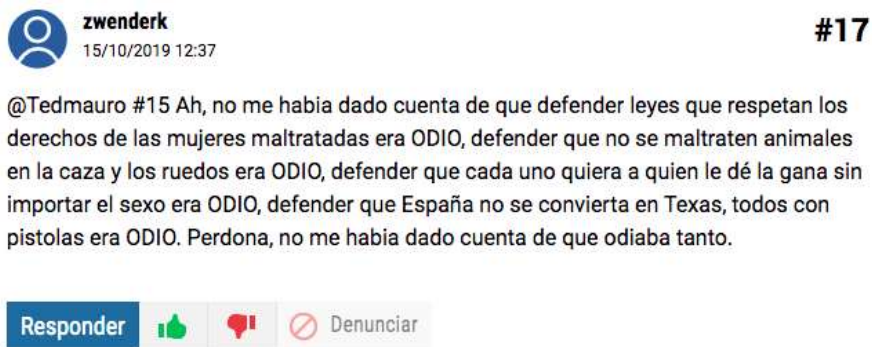 zwenderk
#17
15/10/2019 12:37
@Tedmauro #15 Ah, no me habia dado cuenta de que defender leyes que respetan los
derechos de las mujeres maltratadas era ODIO, defender que no se maltraten animales
en la caza y los ruedos era ODIO, defender que cada uno quiera a quien le dé la gana sin
importar el sexo era ODIO, defender que España no se convierta en Texas, todos con
pistolas era ODIO. Perdona, no me habia dado cuenta de que odiaba tanto.
Responder
Denunciar